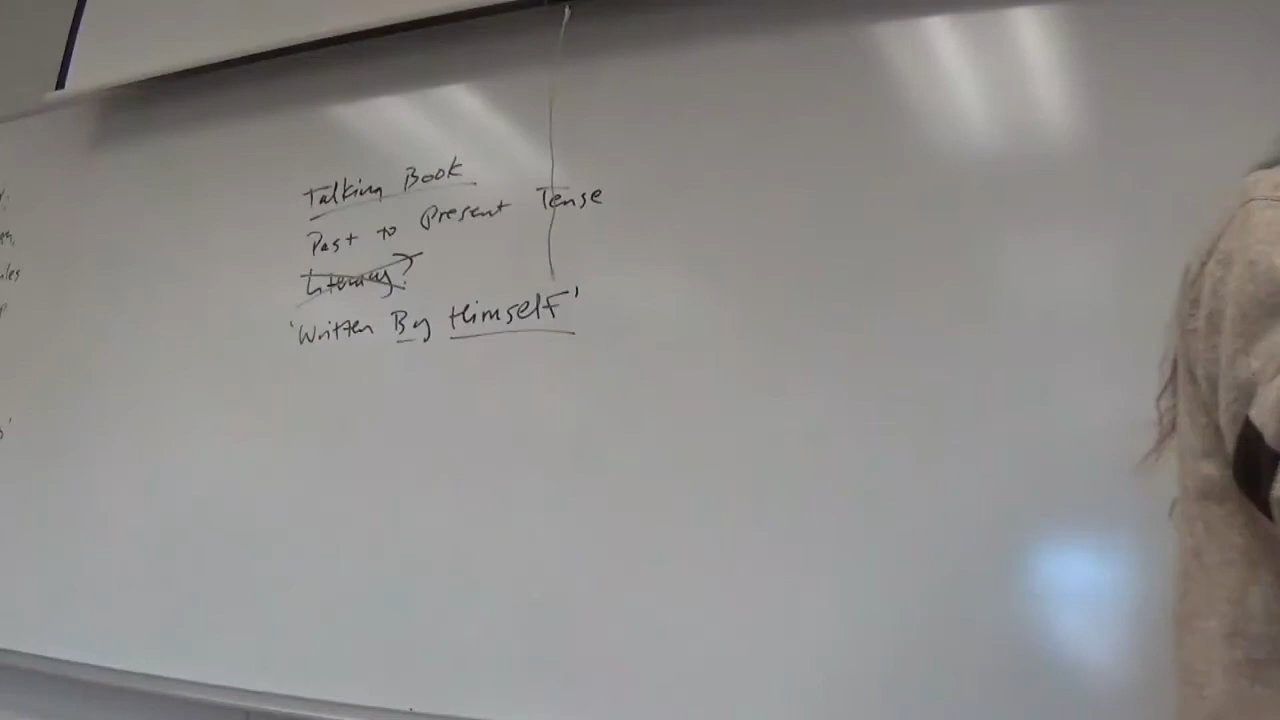 Talking Book
Past to Present Tense
Literacy?
'Written By Himself'